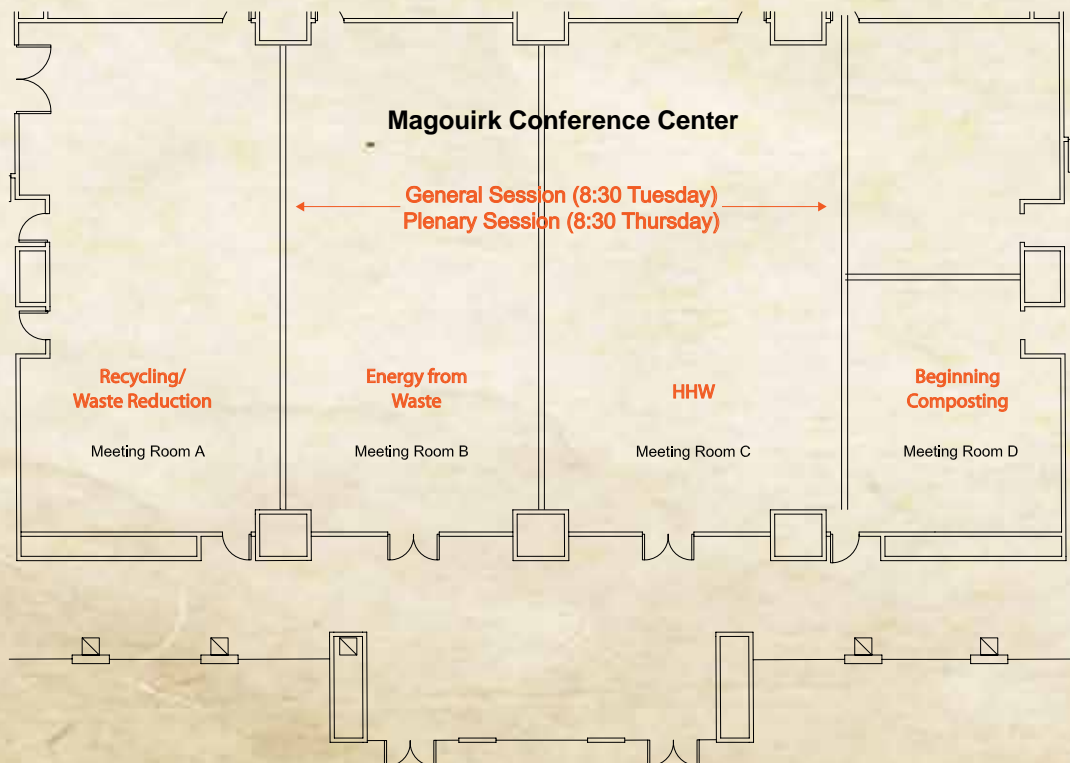 Magouirk Conference Center
General Session (8:30 Tuesday)
Plenary Session (8:30 Thursday)
Recycling/
Waste Reduction
Meeting Room A
Energy from
Waste
Meeting Room B
HHW
Meeting Room C
Beginning
Composting
Meeting Room D